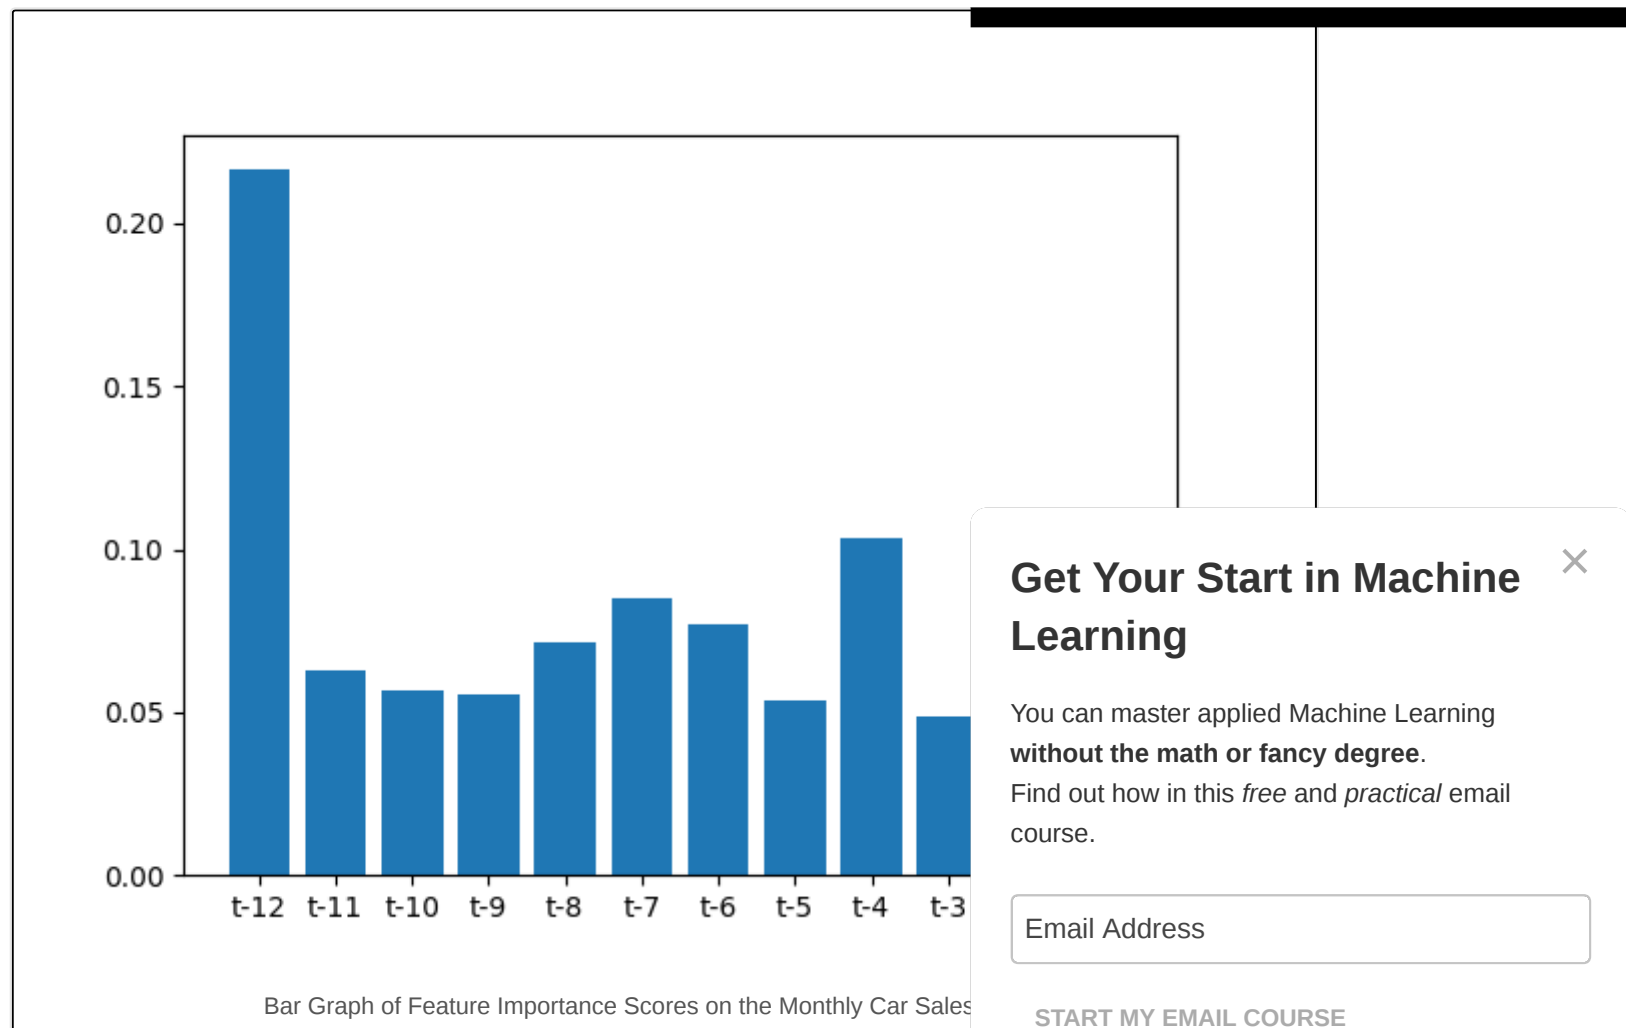 0.20
0.15
0.10
0.05
0.00
t-12 t-11 t-10 t-9 t-8 t-7 t-6 t-5 t-4 t-3
Bar Graph of Feature Importance Scores on the Monthly Car Sales
×
Get Your Start in Machine
Learning
You can master applied Machine Learning
without the math or fancy degree.
Find out how in this free and practical email
course.
Email Address
START MY EMAIL COURSE